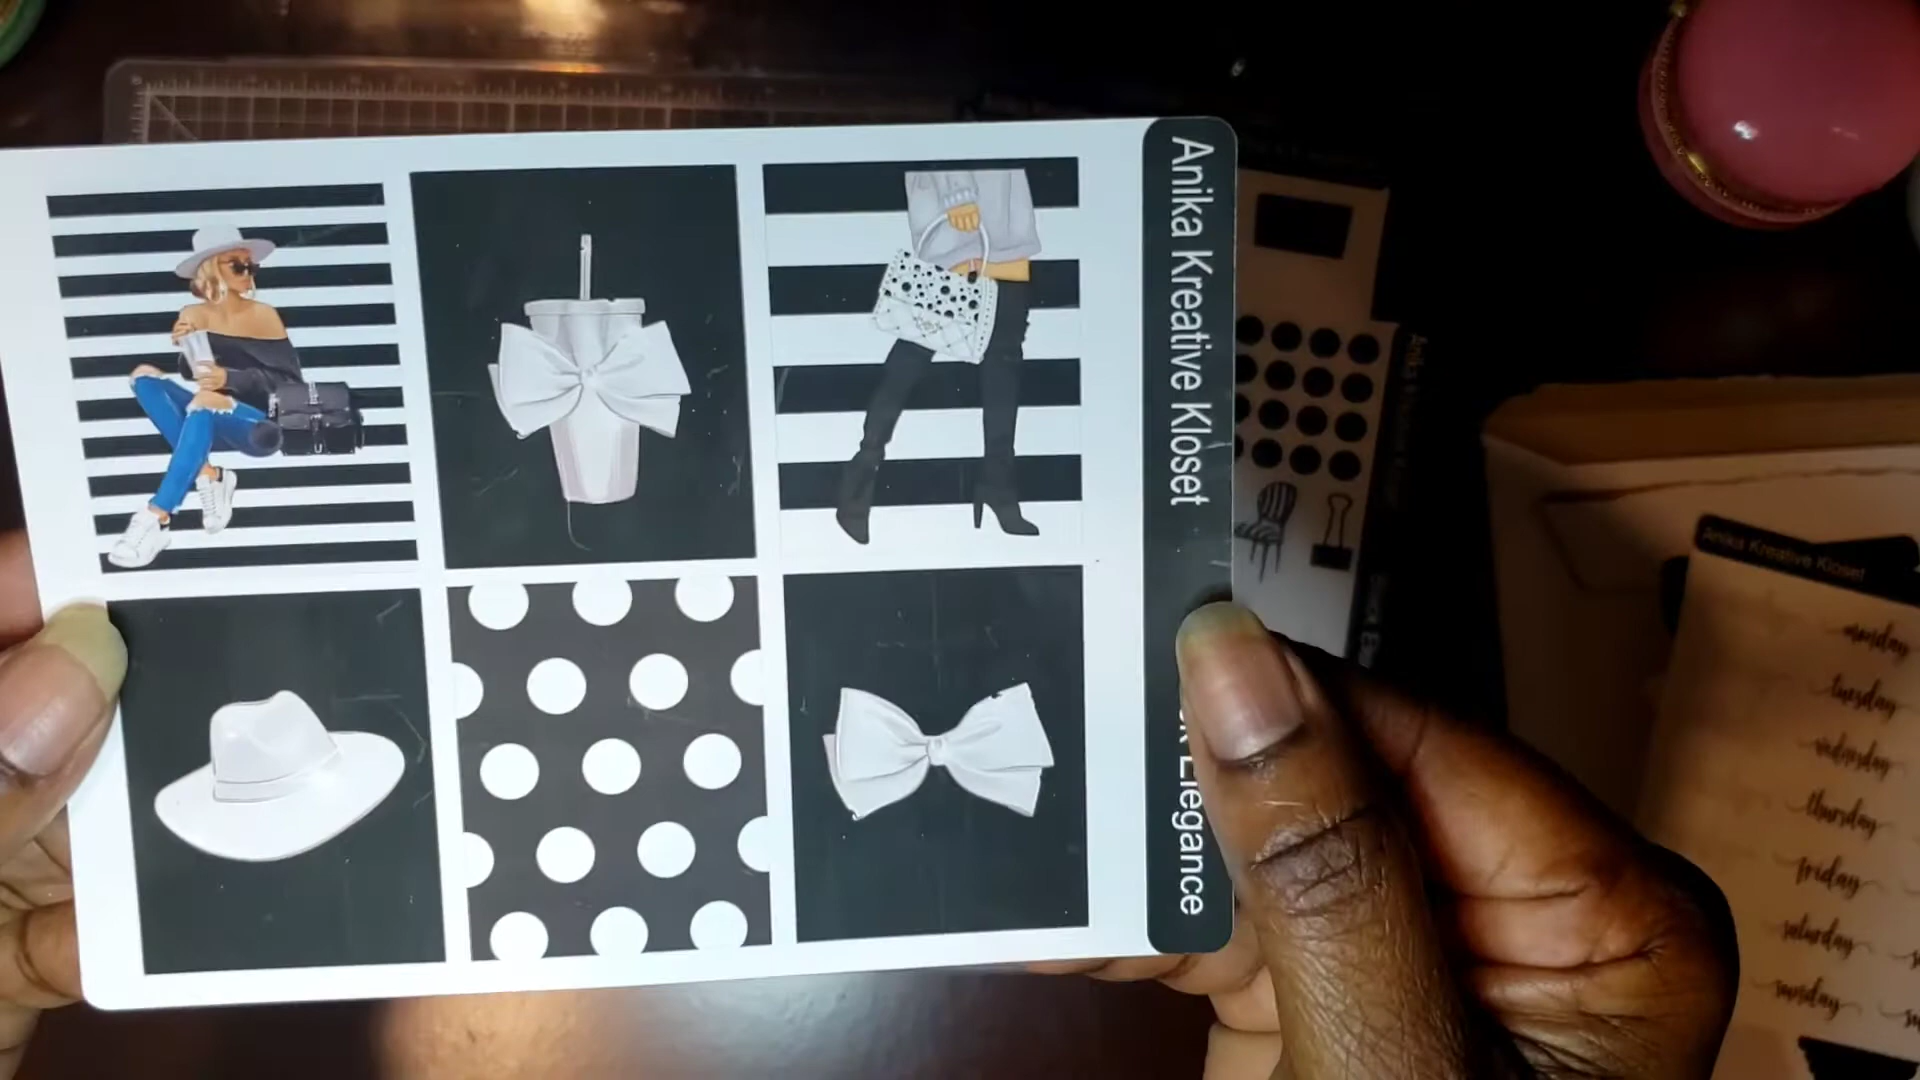 Anika Kreative Kloset
Elegance
Anika Kreative Kloset
monday
tuesday
wednesday
thursday
friday
saturday
sunday